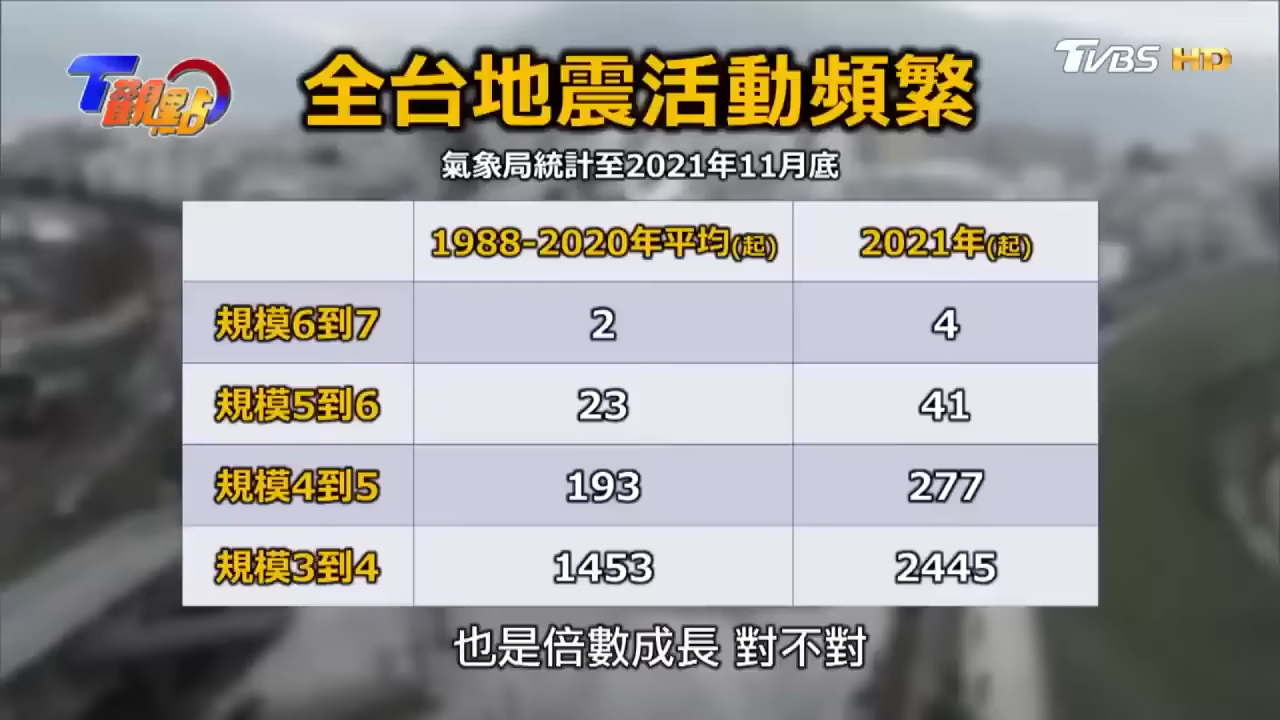 T觀點
TVBS HD
全台地震活動頻繁
氣象局統計至2021年11月底
1988-2020年平均(起) 2021年(起)
規模6到7 2 4
規模5到6 23 41
規模4到5 193 277
規模3到4 1453 2445
也是倍數成長 對不對